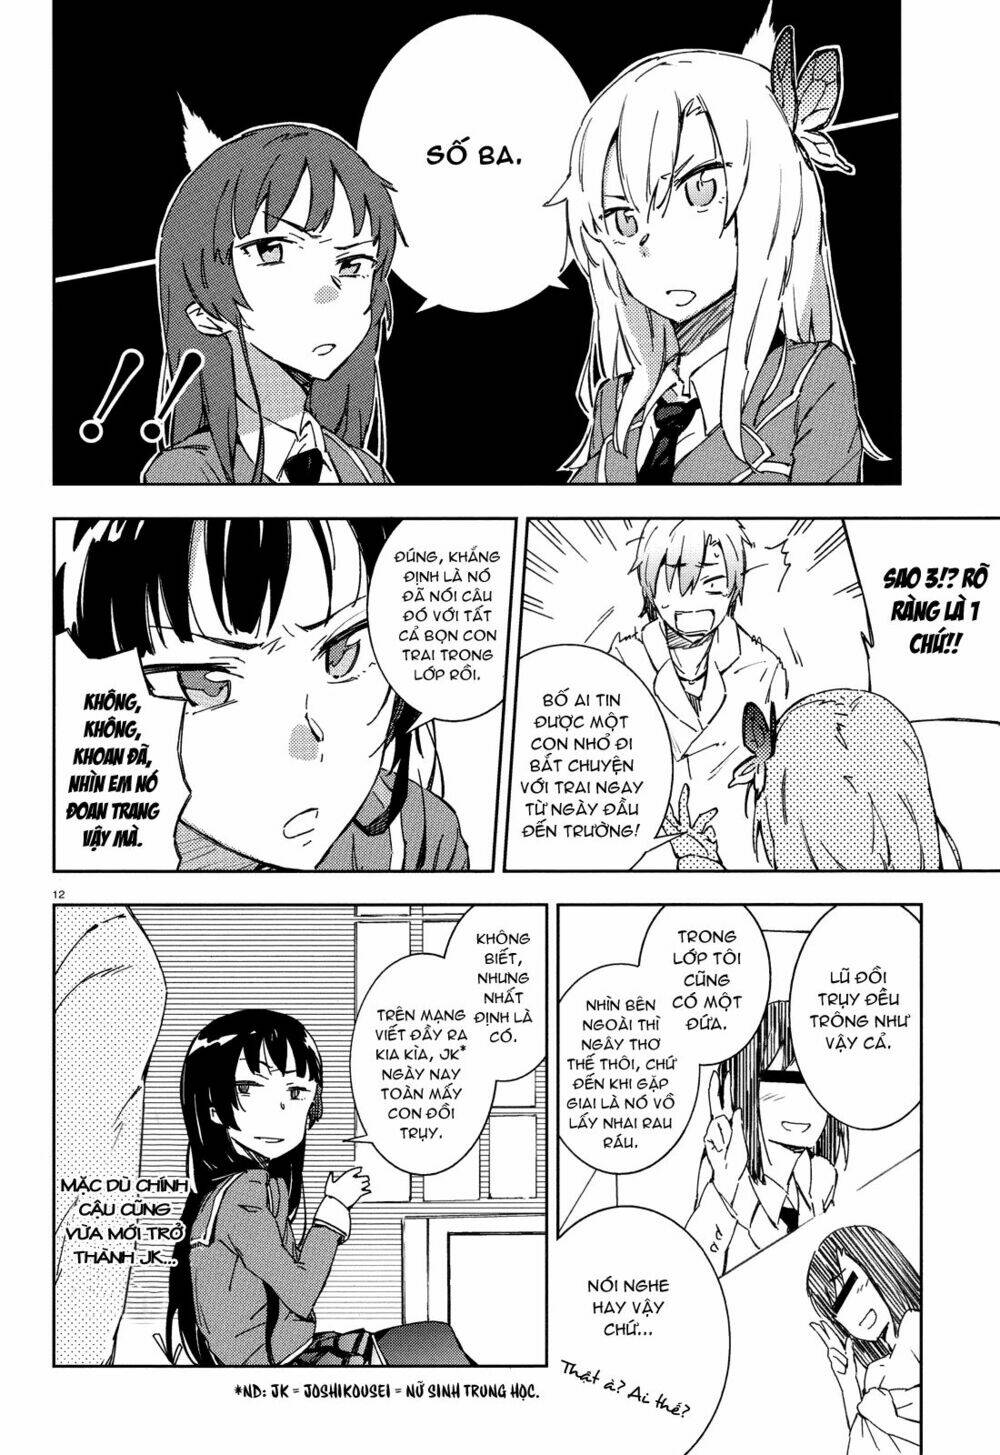 SỐ BA.
SAO 3!? RÕ
RÀNG LÀ 1
CHỨ!!
BỐ AI TIN
ĐƯỢC MỘT
CON NHỎ ĐI
BẮT CHUYỆN
VỚI TRAI NGAY
TỪ NGÀY ĐẦU
ĐẾN TRƯỜNG!
ĐÚNG, KHẲNG
ĐỊNH LÀ NÓ
ĐÃ NÓI CÂU
ĐÓ VỚI TẤT
CẢ BỌN CON
TRAI TRONG
LỚP RỒI.
KHÔNG,
KHÔNG,
KHOAN ĐÃ,
NHÌN EM NÓ
ĐOAN TRANG
VẬY MÀ.
12
LŨ ĐỒI
TRỤY ĐỀU
TRÔNG NHƯ
VẬY CẢ.
TRONG
LỚP TÔI
CŨNG
CÓ MỘT
ĐỨA.
NHÌN BÊN
NGOÀI THÌ
NGÂY THƠ
THẾ THÔI, CHỨ
ĐẾN KHI GẶP
GIAI LÀ NÓ VỒ
LẤY NHAI RAU
RÁU.
NÓI NGHE
HAY VẬY
CHỨ...
Thật à? Ai thế?
KHÔNG
BIẾT,
NHƯNG
NHẤT
ĐỊNH LÀ
CÓ.
TRÊN MẠNG
VIẾT ĐẦY RA
KIA KÌA, JK*
NGÀY NAY
TOÀN MẤY
CON ĐỒI
TRỤY.
MẶC DÙ CHÍNH
CẬU CŨNG
VỪA MỚI TRỞ
THÀNH JK...
*ND: JK = JOSHIKOUSEI = NỮ SINH TRUNG HỌC.